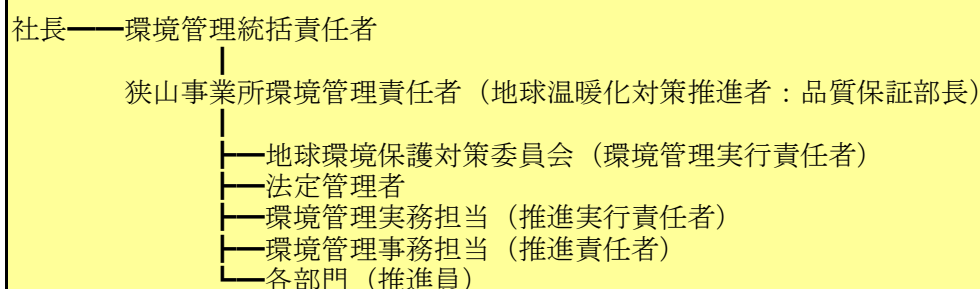 社長━━環境管理統括責任者
┃
狭山事業所環境管理責任者（地球温暖化対策推進者：品質保証部長）
┃
┣━地球環境保護対策委員会（環境管理実行責任者）
┣━法定管理者
┣━環境管理実務担当（推進実行責任者）
┣━環境管理事務担当（推進責任者）
┗━各部門（推進員）